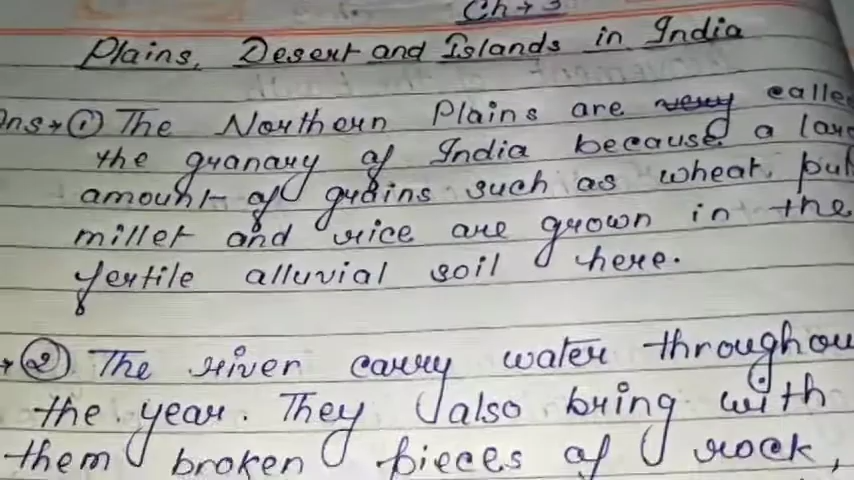 Ch → 3
Plains, Desert and Islands in India
Ans → ① The Northern Plains are very calle
the granary of India because a lar
amount of grains such as wheat, pul
millet and rice are grown in the
fertile alluvial soil here.
→ ② The river carry water throughou
the year. They also bring with
them broken pieces of rock,